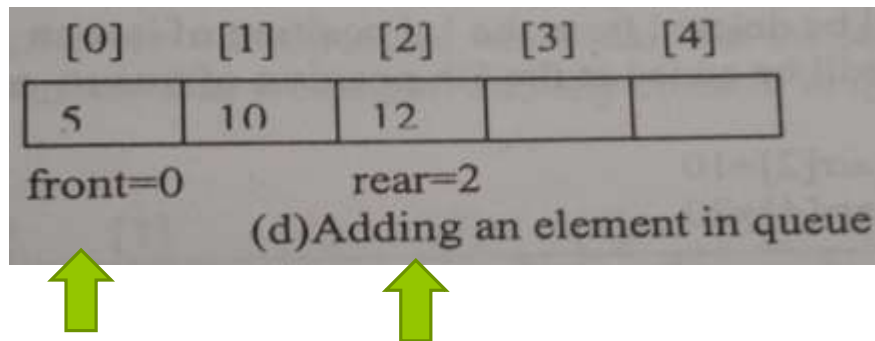 [0] [1] [2] [3] [4]
5 10 12
front=0 rear=2
(d)Adding an element in queue